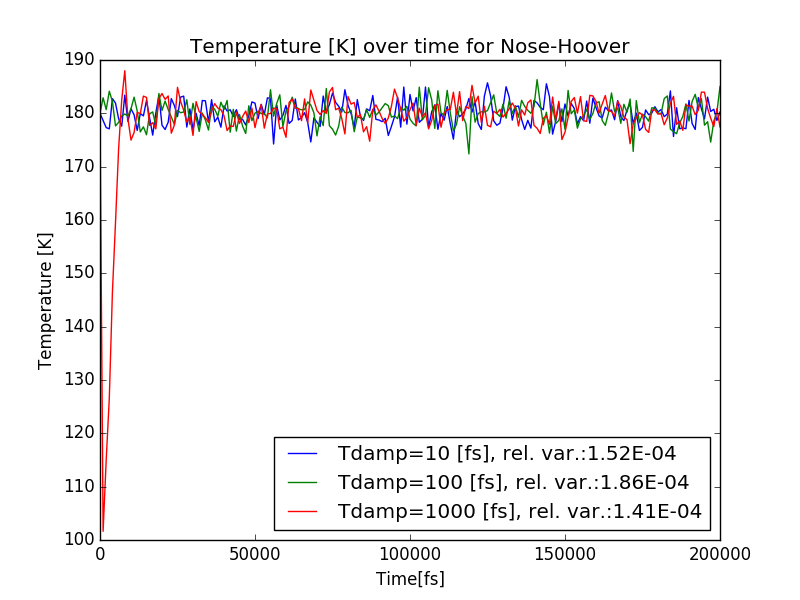 Temperature [K] over time for Nose-Hoover
190
180
170
160
150
140
130
120
110
100
Temperature [K]
Tdamp=10 [fs], rel. var.:1.52E-04
Tdamp=100 [fs], rel. var.:1.86E-04
Tdamp=1000 [fs], rel. var.:1.41E-04
0 50000 100000 150000 200000
Time[fs]